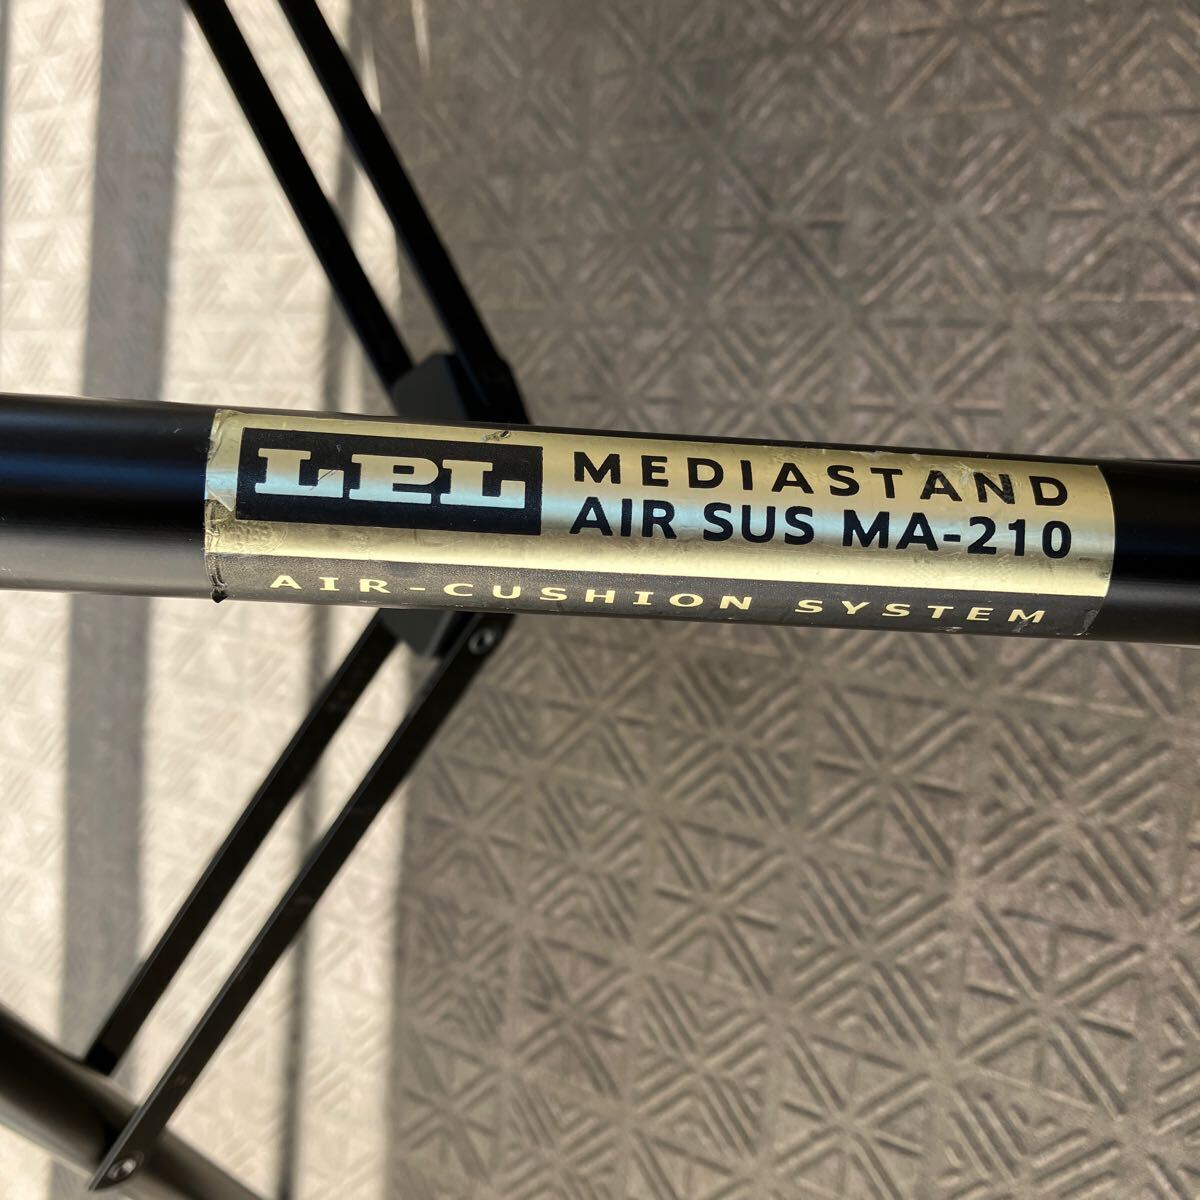 LPL
MEDIASTAND
AIR SUS MA-210
AIR-CUSHION SYSTEM